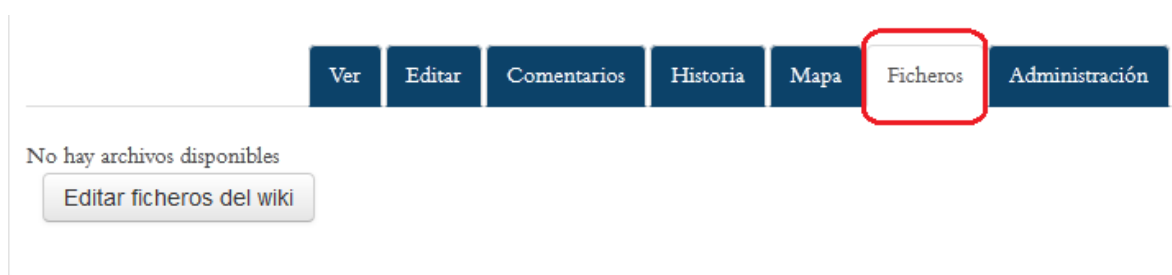 Ver Editar Comentarios Historia Mapa Ficheros Administración
No hay archivos disponibles
Editar ficheros del wiki